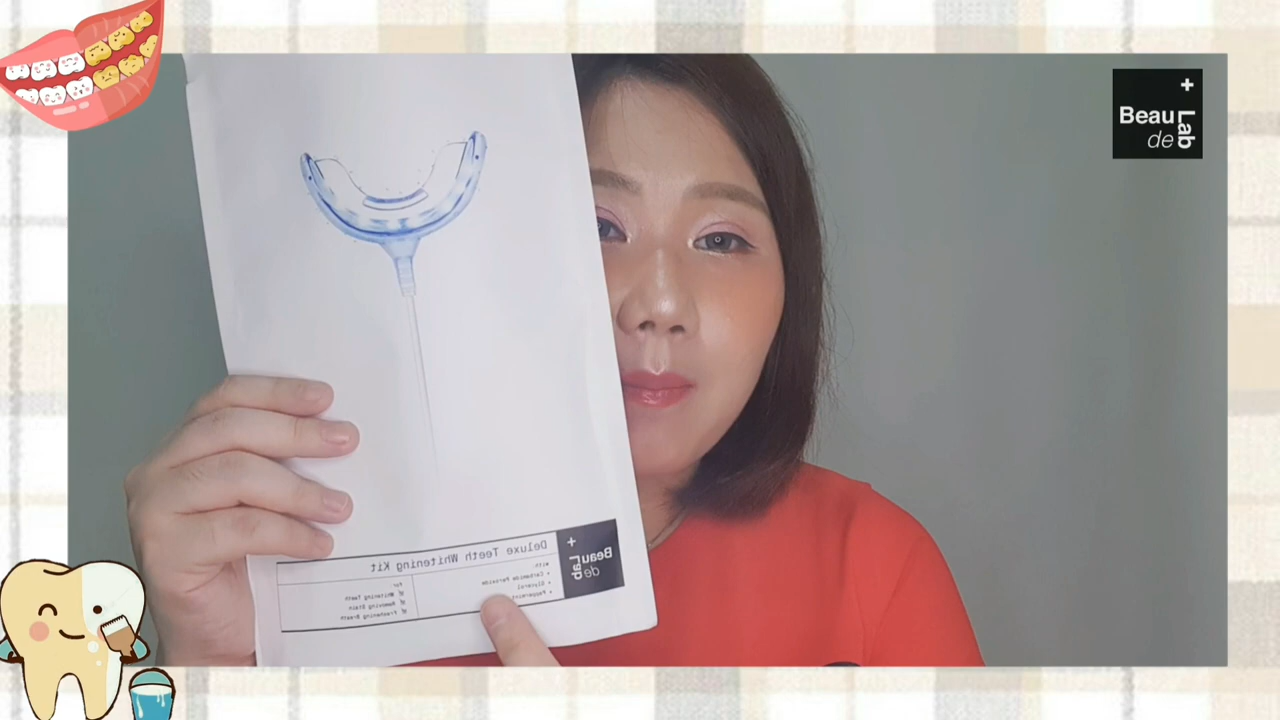 +
Beau
de Lab
Deluxe Teeth Whitening Kit
+
Beau
de Lab
With:
• Carbamide Peroxide
• Glycerol
• Peppermint
For
Whitening Teeth
Removing Stain
Freshening Breath